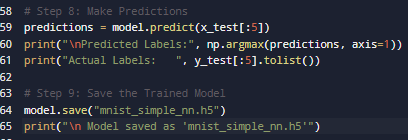 58 # Step 8: Make Predictions
59 predictions = model.predict(x_test[:5])
60 print("\nPredicted Labels:", np.argmax(predictions, axis=1))
61 print("Actual Labels:   ", y_test[:5].tolist())
62
63 # Step 9: Save the Trained Model
64 model.save("mnist_simple_nn.h5")
65 print("\n Model saved as 'mnist_simple_nn.h5'")